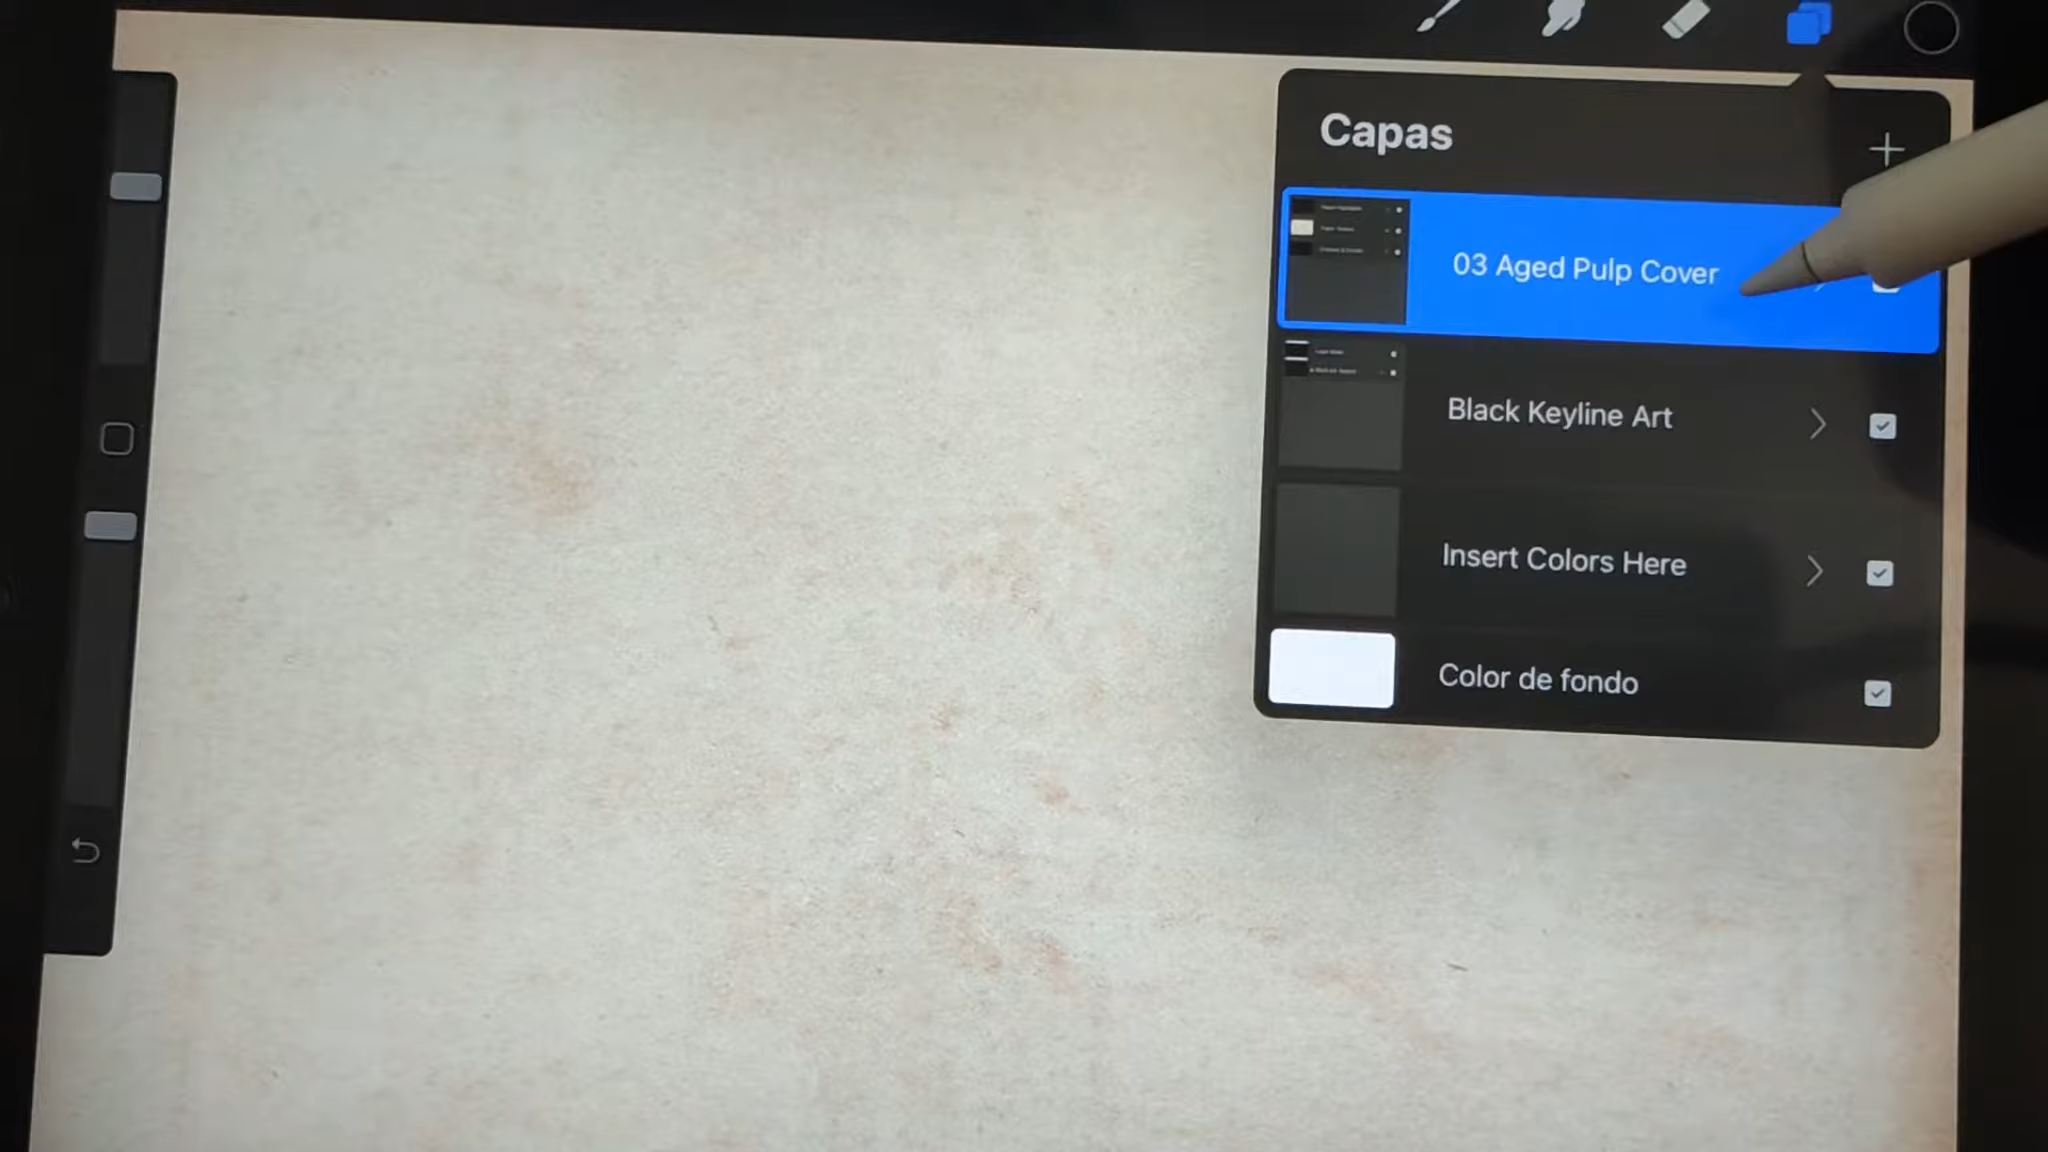 Capas
03 Aged Pulp Cover
Black Keyline Art
Insert Colors Here
Color de fondo